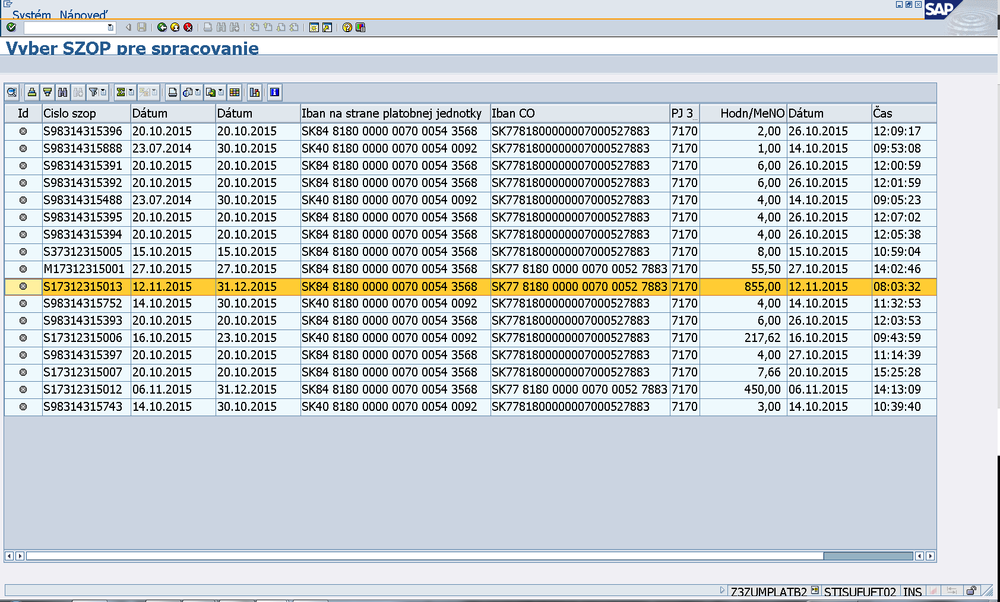 Systém Nápoveď
SAP
Vyber SZOP pre spracovanie
Id Cislo szop Dátum Dátum Iban na strane platobnej jednotky Iban CO PJ 3... Hodn/MeNO Dátum Čas
S98314315396 20.10.2015 20.10.2015 SK84 8180 0000 0070 0054 3568 SK7781800000007000527883 7170 2,00 26.10.2015 12:09:17
S98314315888 23.07.2014 30.10.2015 SK40 8180 0000 0070 0054 0092 SK7781800000007000527883 7170 1,00 14.10.2015 09:53:08
S98314315391 20.10.2015 20.10.2015 SK84 8180 0000 0070 0054 3568 SK7781800000007000527883 7170 6,00 26.10.2015 12:00:59
S98314315392 20.10.2015 20.10.2015 SK84 8180 0000 0070 0054 3568 SK7781800000007000527883 7170 6,00 26.10.2015 12:01:59
S98314315488 23.07.2014 30.10.2015 SK40 8180 0000 0070 0054 0092 SK7781800000007000527883 7170 4,00 14.10.2015 09:05:23
S98314315395 20.10.2015 20.10.2015 SK84 8180 0000 0070 0054 3568 SK7781800000007000527883 7170 4,00 26.10.2015 12:07:02
S98314315394 20.10.2015 20.10.2015 SK84 8180 0000 0070 0054 3568 SK7781800000007000527883 7170 4,00 26.10.2015 12:05:38
S37312315005 15.10.2015 15.10.2015 SK84 8180 0000 0070 0054 3568 SK7781800000007000527883 7170 8,00 15.10.2015 10:59:04
M17312315001 27.10.2015 27.10.2015 SK84 8180 0000 0070 0054 3568 SK77 8180 0000 0070 0052 7883 7170 55,50 27.10.2015 14:02:46
S17312315013 12.11.2015 31.12.2015 SK84 8180 0000 0070 0054 3568 SK77 8180 0000 0070 0052 7883 7170 855,00 12.11.2015 08:03:32
S98314315752 14.10.2015 30.10.2015 SK40 8180 0000 0070 0054 0092 SK7781800000007000527883 7170 4,00 14.10.2015 11:32:53
S98314315393 20.10.2015 20.10.2015 SK84 8180 0000 0070 0054 3568 SK7781800000007000527883 7170 6,00 26.10.2015 12:03:53
S17312315006 16.10.2015 23.10.2015 SK40 8180 0000 0070 0054 0092 SK7781800000007000527883 7170 217,62 16.10.2015 09:43:59
S98314315397 20.10.2015 20.10.2015 SK84 8180 0000 0070 0054 3568 SK7781800000007000527883 7170 4,00 27.10.2015 11:14:39
S17312315007 20.10.2015 20.10.2015 SK84 8180 0000 0070 0054 3568 SK7781800000007000527883 7170 7,66 20.10.2015 15:25:28
S17312315012 06.11.2015 31.12.2015 SK84 8180 0000 0070 0054 3568 SK77 8180 0000 0070 0052 7883 7170 450,00 06.11.2015 14:13:09
S98314315743 14.10.2015 30.10.2015 SK40 8180 0000 0070 0054 0092 SK7781800000007000527883 7170 3,00 14.10.2015 10:39:40
Z3ZUMPLATB2 STISUFUFT02 INS